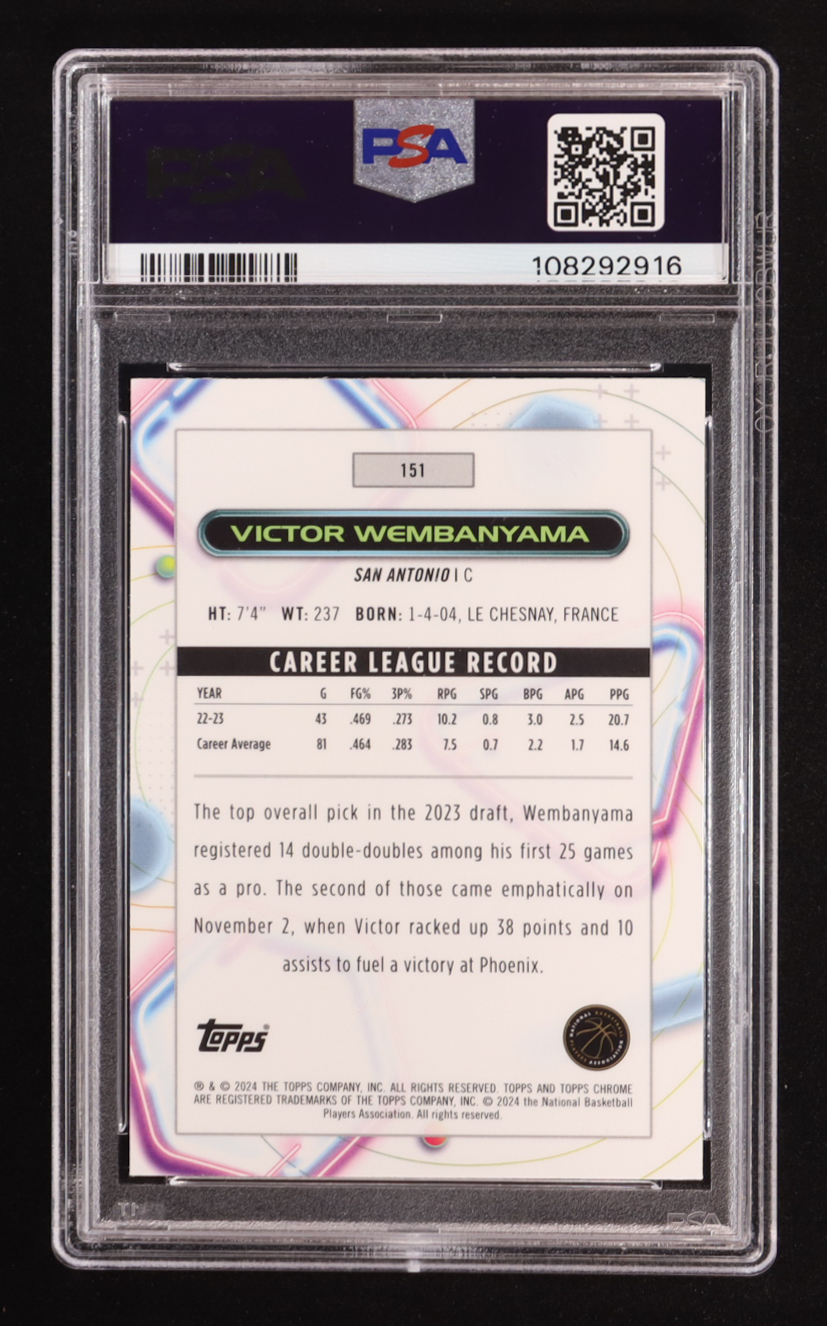 PSA
PSA
108292916
151
VICTOR WEMBANYAMA
SAN ANTONIO | C
HT: 7'4" WT: 237 BORN: 1-4-04, LE CHESNAY, FRANCE
CAREER LEAGUE RECORD
YEAR G FG% 3P% RPG SPG BPG APG PPG
22-23 43 .469 .273 10.2 0.8 3.0 2.5 20.7
Career Average 81 .464 .283 7.5 0.7 2.2 1.7 14.6
The top overall pick in the 2023 draft, Wembanyama
registered 14 double-doubles among his first 25 games
as a pro. The second of those came emphatically on
November 2, when Victor racked up 38 points and 10
assists to fuel a victory at Phoenix.
Topps®
NATIONAL BASKETBALL
PLAYERS ASSOCIATION
® & © 2024 THE TOPPS COMPANY, INC. ALL RIGHTS RESERVED. TOPPS AND TOPPS CHROME
ARE REGISTERED TRADEMARKS OF THE TOPPS COMPANY, INC. © 2024 the National Basketball
Players Association. All rights reserved.
PSA